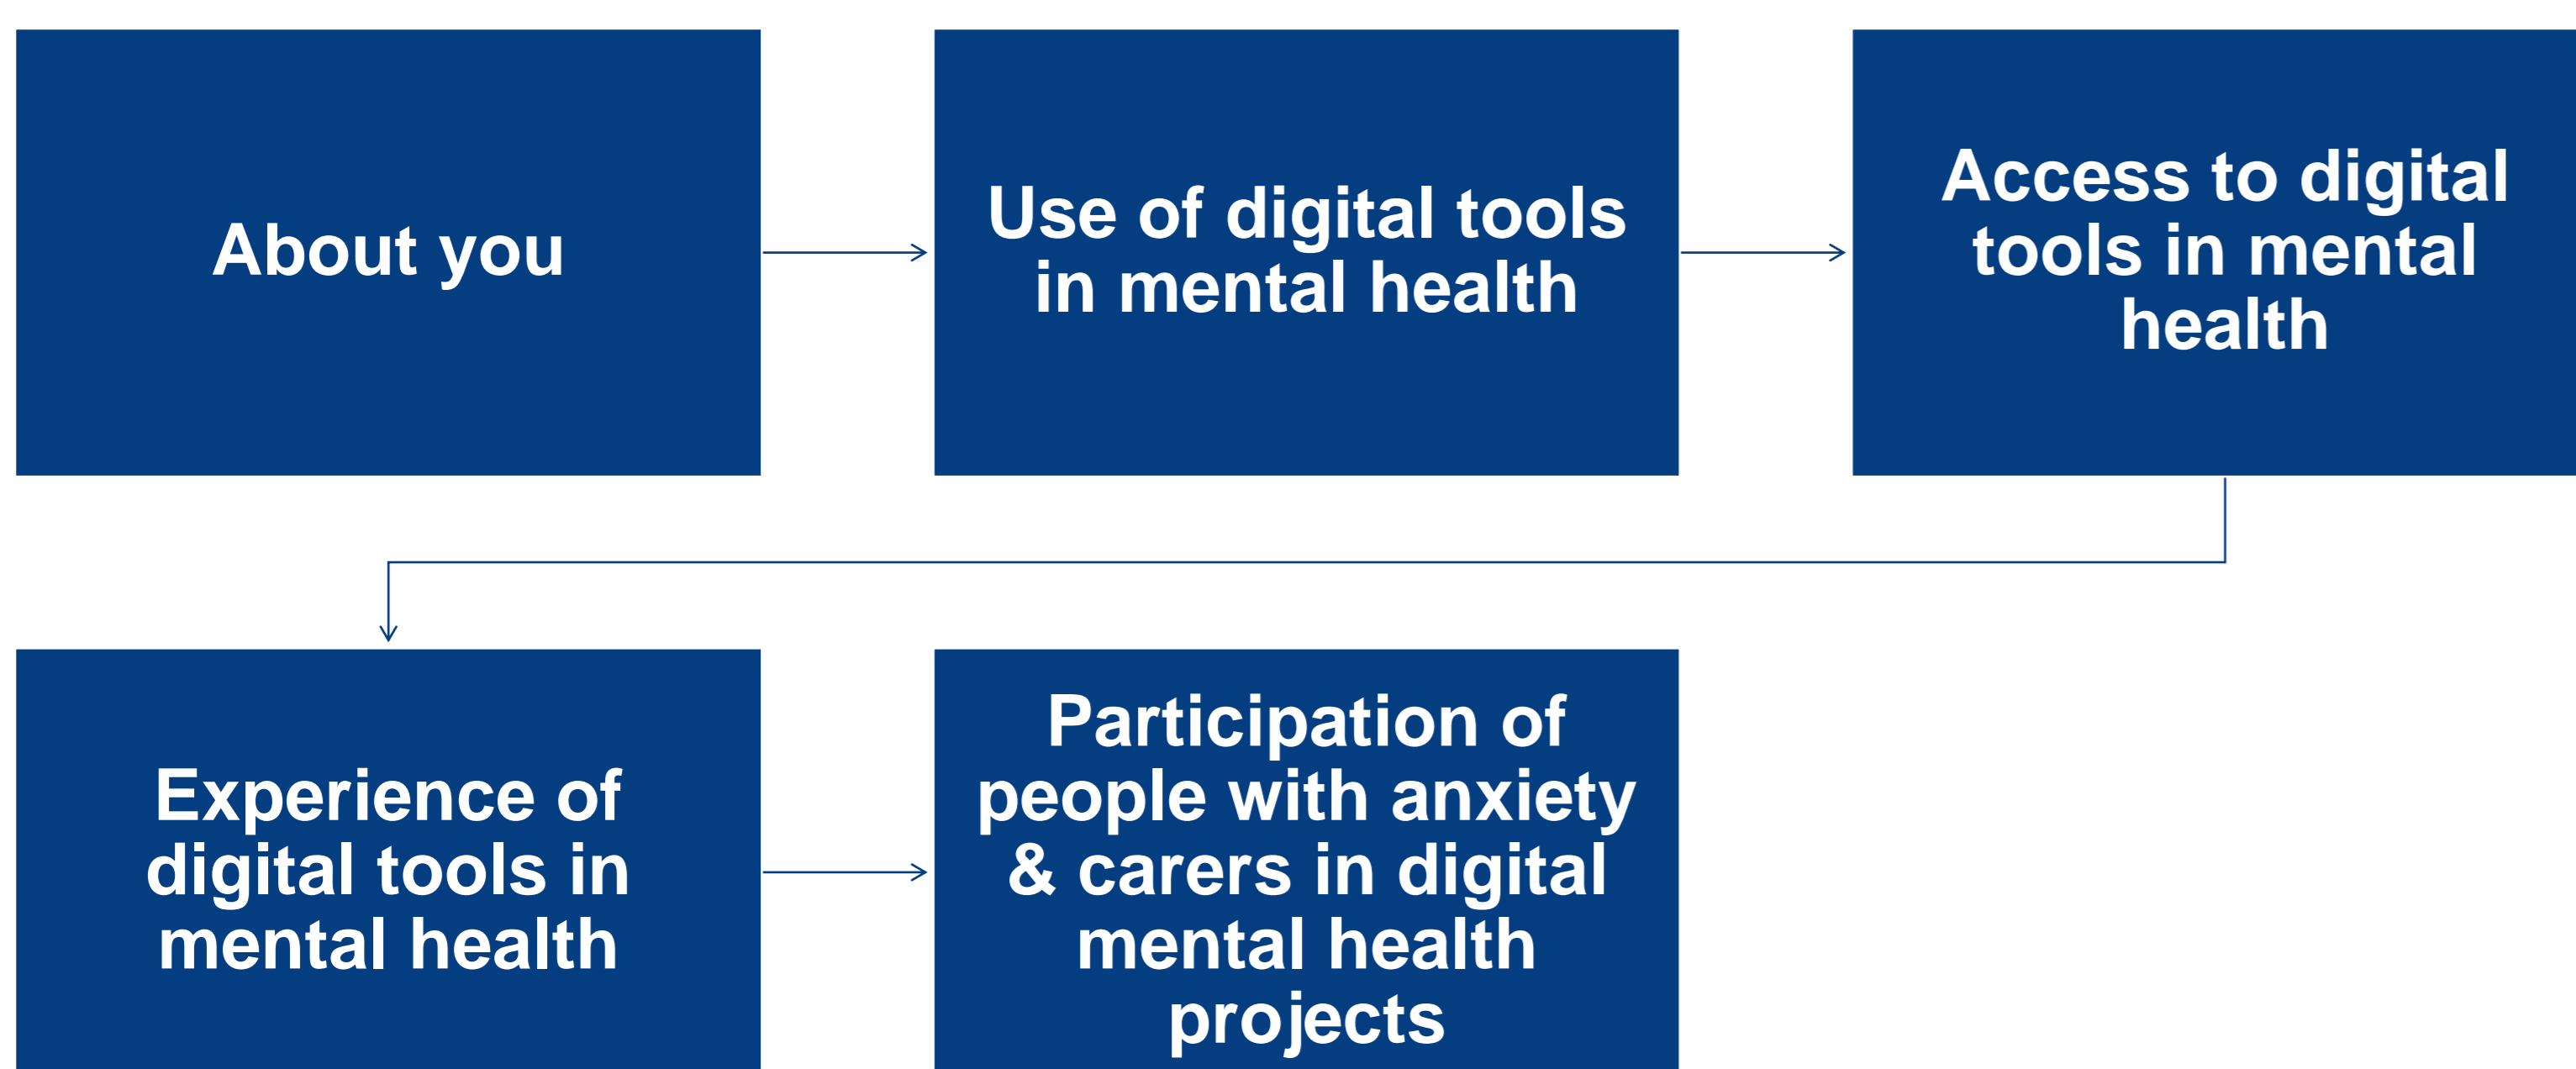 About you
Use of digital tools
in mental health
Access to digital
tools in mental
health
Experience of
digital tools in
mental health
Participation of
people with anxiety
& carers in digital
mental health
projects